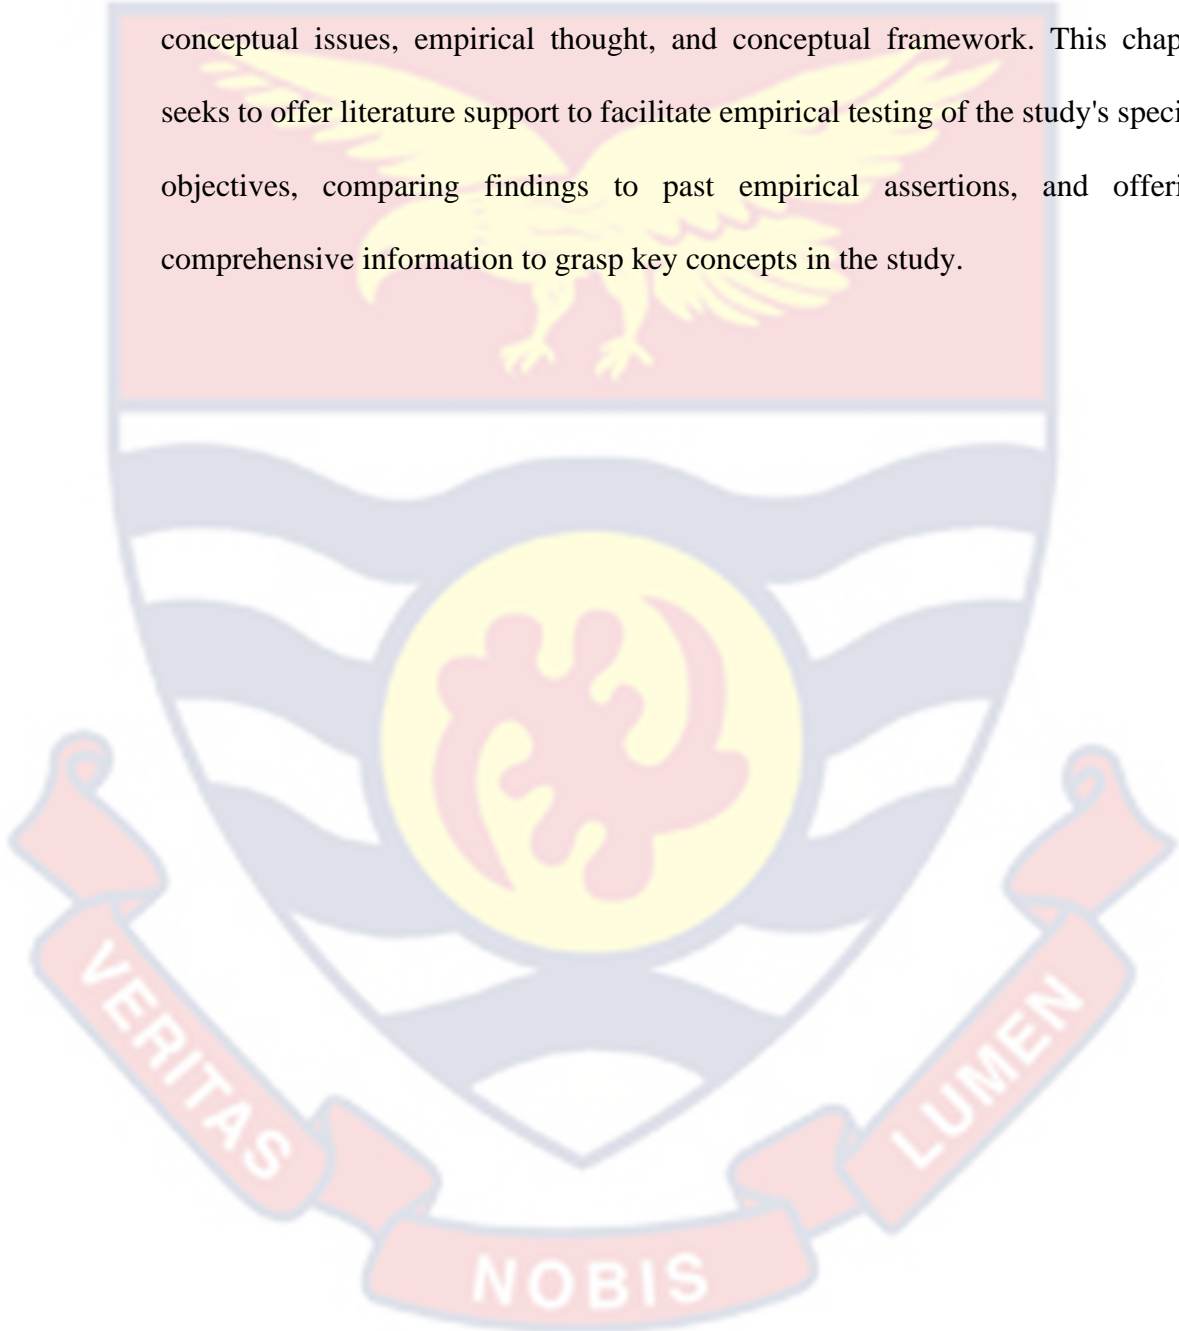 conceptual issues, empirical thought, and conceptual framework. This chap
seeks to offer literature support to facilitate empirical testing of the study's speci
objectives, comparing findings to past empirical assertions, and offeri
comprehensive information to grasp key concepts in the study.
VERITAS
NOBIS
LUMEN